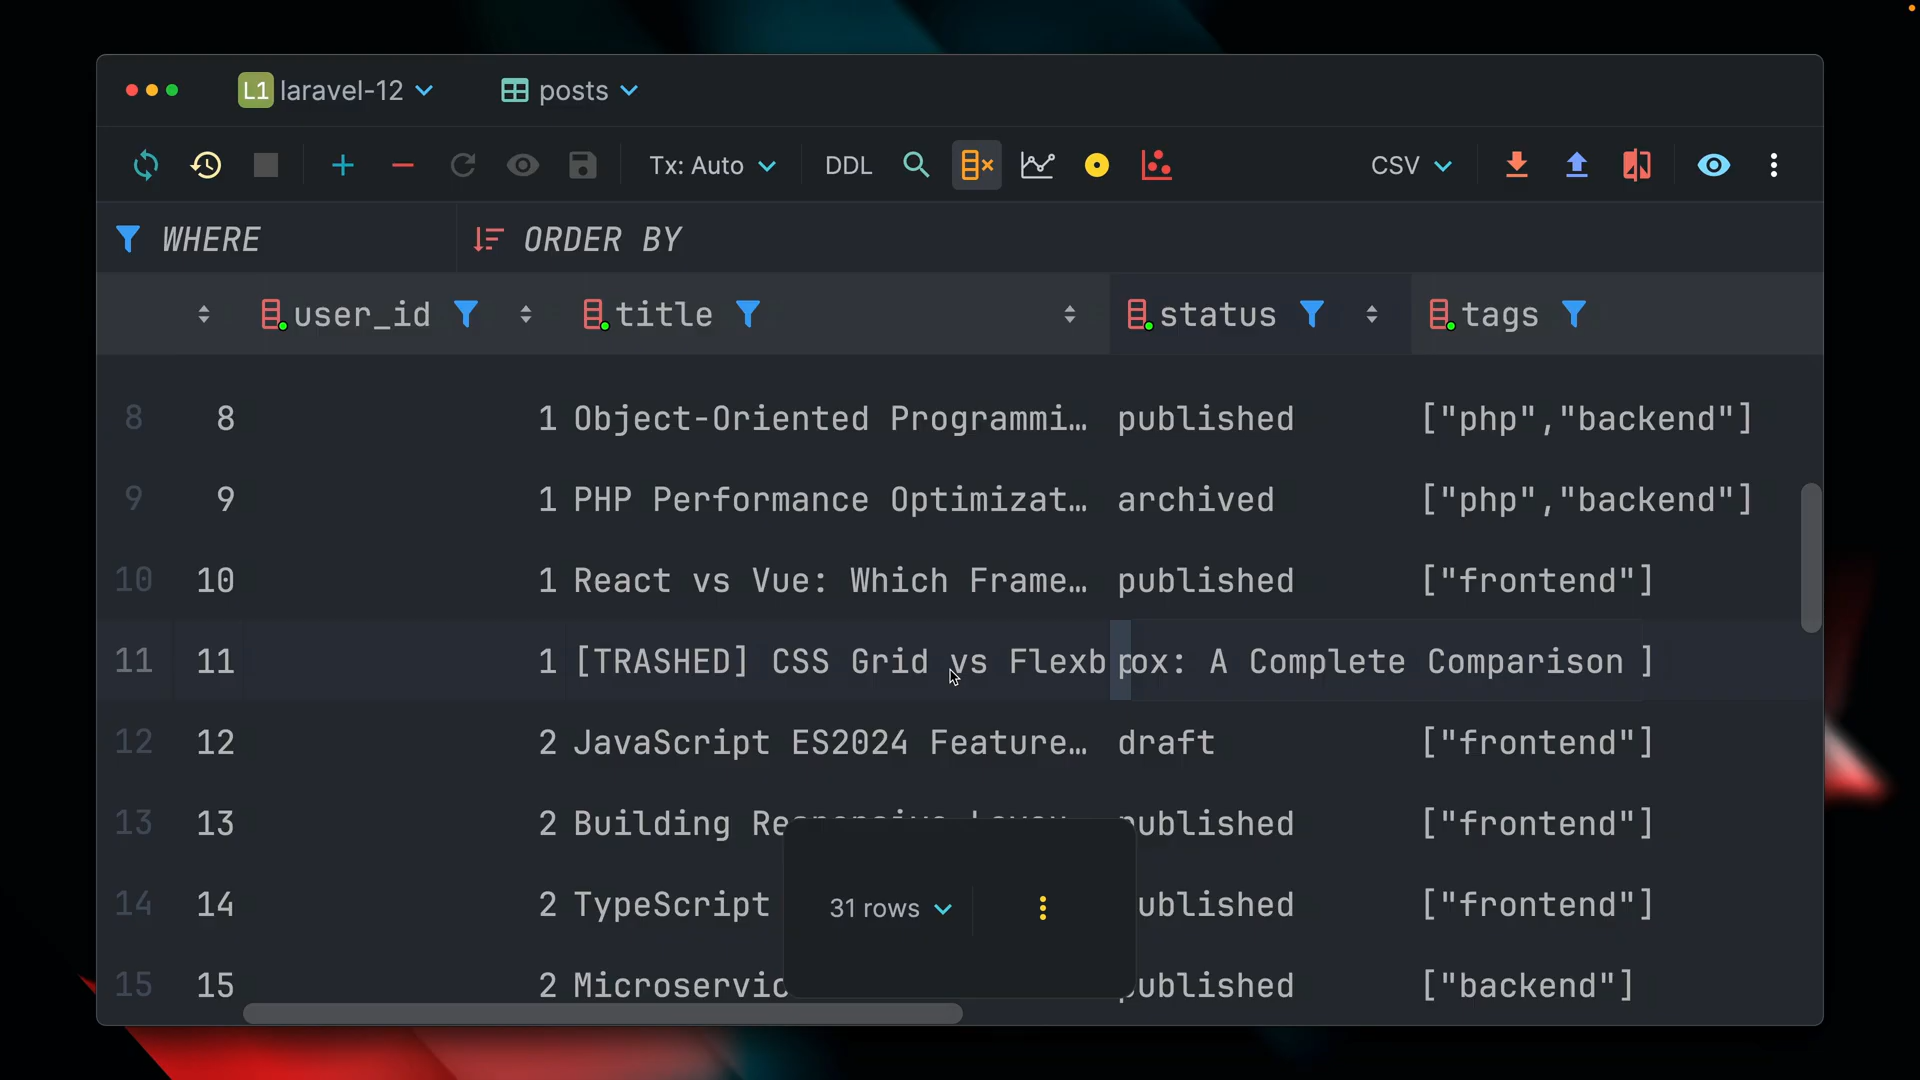 L1 laravel-12 posts
Tx: Auto DDL CSV
WHERE ORDER BY
user_id title status tags
8 8 1 Object-Oriented Programmi… published ["php","backend"]
9 9 1 PHP Performance Optimizat… archived ["php","backend"]
10 10 1 React vs Vue: Which Frame… published ["frontend"]
11 11 1 [TRASHED] CSS Grid vs Flexbox: A Complete Comparison ]
12 12 2 JavaScript ES2024 Feature… draft ["frontend"]
13 13 2 Building published ["frontend"]
14 14 2 TypeScript ublished ["frontend"]
31 rows
15 15 2 Microservic published ["backend"]